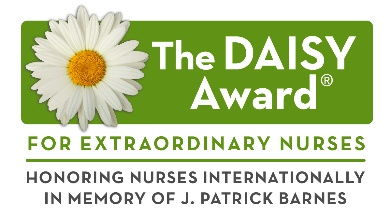 The DAISY
Award®
FOR EXTRAORDINARY NURSES
HONORING NURSES INTERNATIONALLY
IN MEMORY OF J. PATRICK BARNES